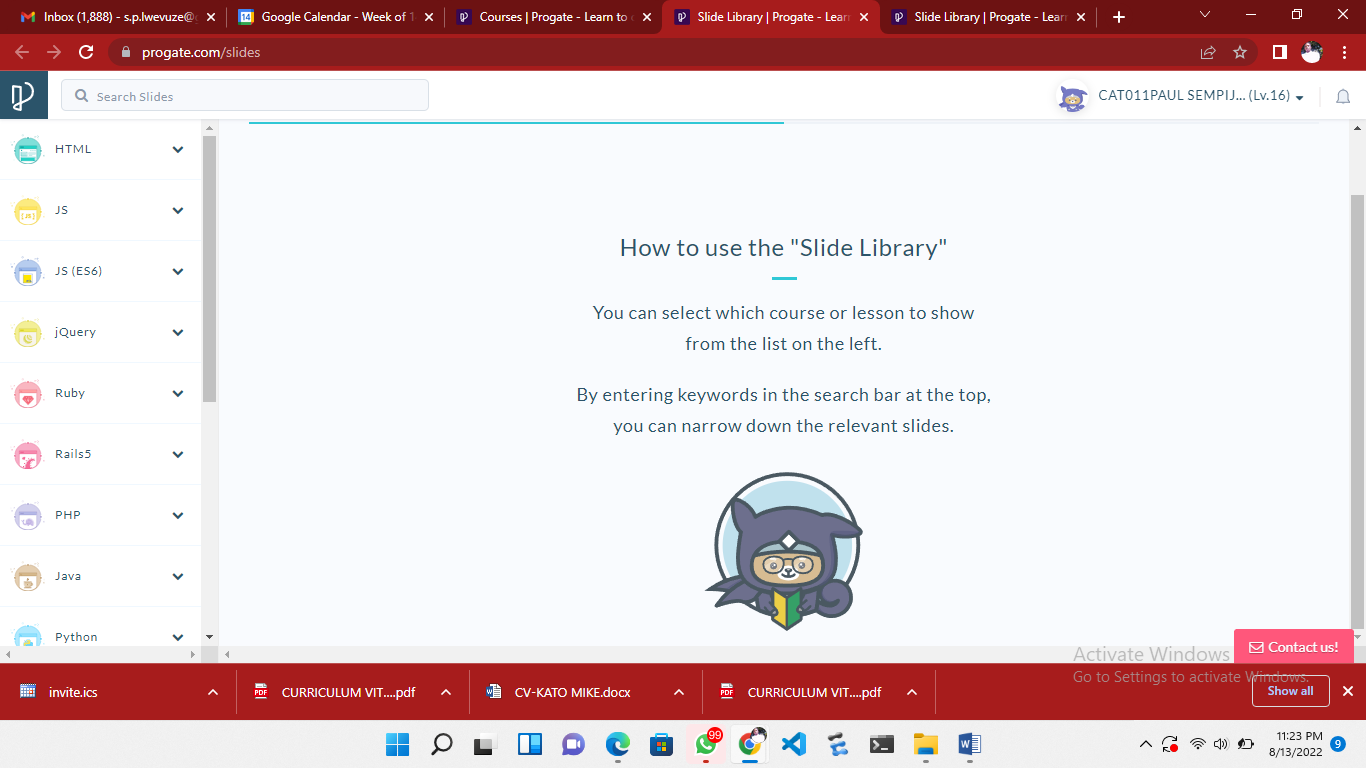 Inbox (1,888) - s.p.lwevuze@
Google Calendar - Week of
Courses | Progate - Learn to
Slide Library | Progate - Lear
Slide Library | Progate - Lear
progate.com/slides
Search Slides
CAT011PAUL SEMPIJ... (Lv.16)
HTML
JS
JS (ES6)
jQuery
Ruby
Rails5
PHP
Java
Python
How to use the "Slide Library"
You can select which course or lesson to show
from the list on the left.
By entering keywords in the search bar at the top,
you can narrow down the relevant slides.
Contact us!
Activate Windows
Go to Settings to activate Windows.
invite.ics
CURRICULUM VIT....pdf
CV-KATO MIKE.docx
CURRICULUM VIT....pdf
Show all
99
11:23 PM
8/13/2022
9